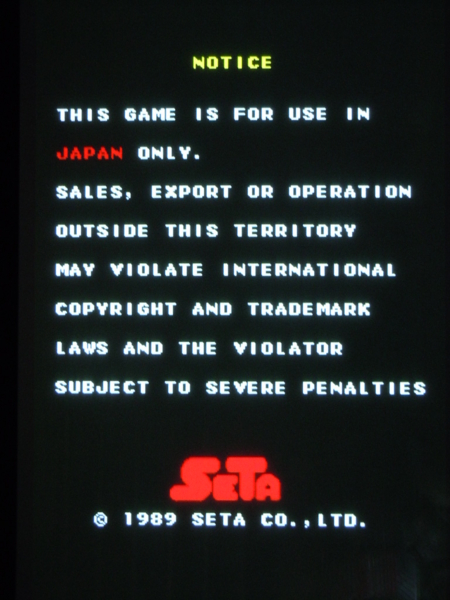 NOTICE
THIS GAME IS FOR USE IN
JAPAN ONLY.
SALES, EXPORT OR OPERATION
OUTSIDE THIS TERRITORY
MAY VIOLATE INTERNATIONAL
COPYRIGHT AND TRADEMARK
LAWS AND THE VIOLATOR
SUBJECT TO SEVERE PENALTIES
SETA
© 1989 SETA CO.,LTD.